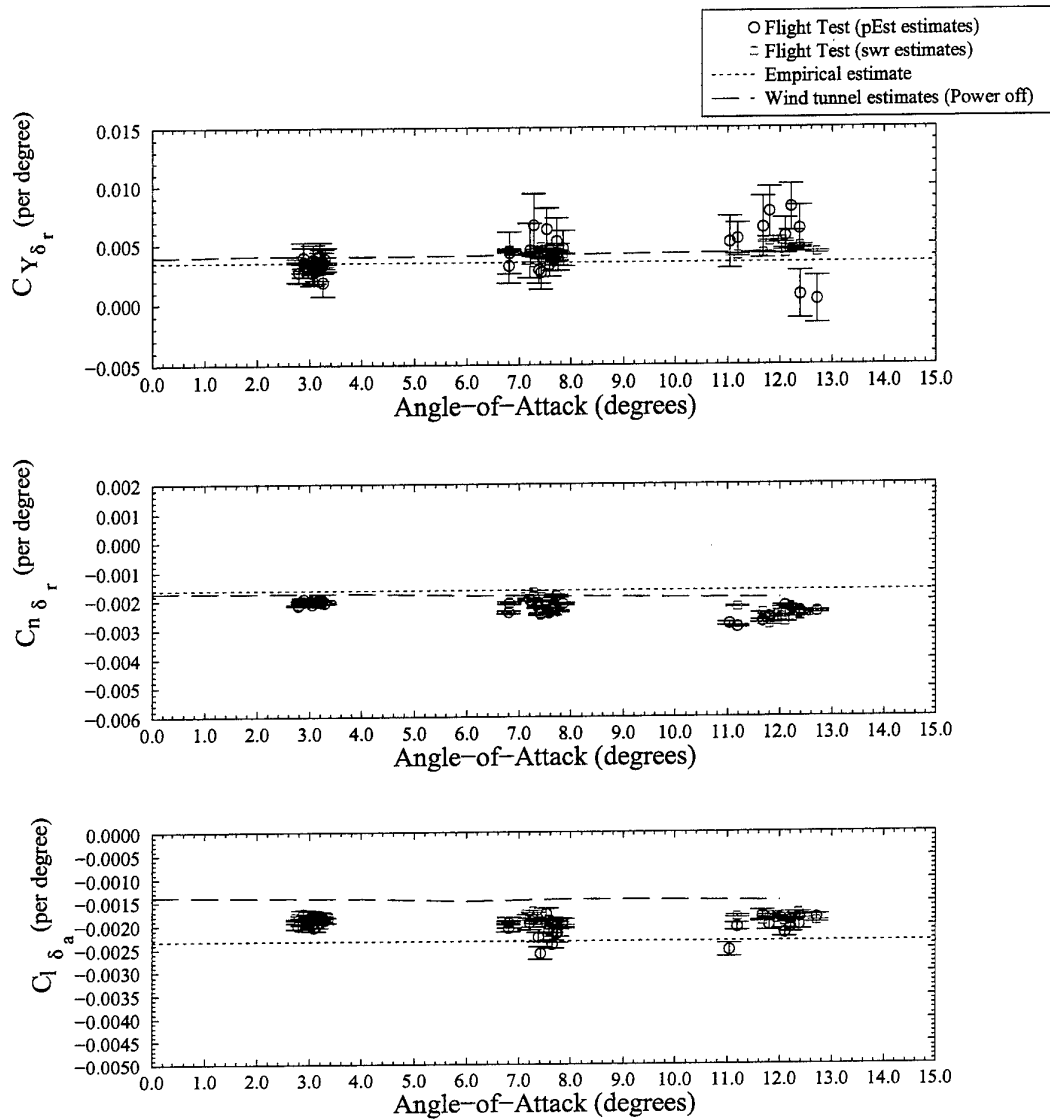 Flight Test (pEst estimates)
Flight Test (swr estimates)
Empirical estimate
Wind tunnel estimates (Power off)
C Y δ r (per degree)
0.015
0.010
0.005
0.000
−0.005
0.0 1.0 2.0 3.0 4.0 5.0 6.0 7.0 8.0 9.0 10.0 11.0 12.0 13.0 14.0 15.0
Angle−of−Attack (degrees)
C n δ r (per degree)
0.002
0.001
0.000
−0.001
−0.002
−0.003
−0.004
−0.005
−0.006
0.0 1.0 2.0 3.0 4.0 5.0 6.0 7.0 8.0 9.0 10.0 11.0 12.0 13.0 14.0 15.0
Angle−of−Attack (degrees)
C l δ a (per degree)
0.0000
−0.0005
−0.0010
−0.0015
−0.0020
−0.0025
−0.0030
−0.0035
−0.0040
−0.0045
−0.0050
0.0 1.0 2.0 3.0 4.0 5.0 6.0 7.0 8.0 9.0 10.0 11.0 12.0 13.0 14.0 15.0
Angle−of−Attack (degrees)